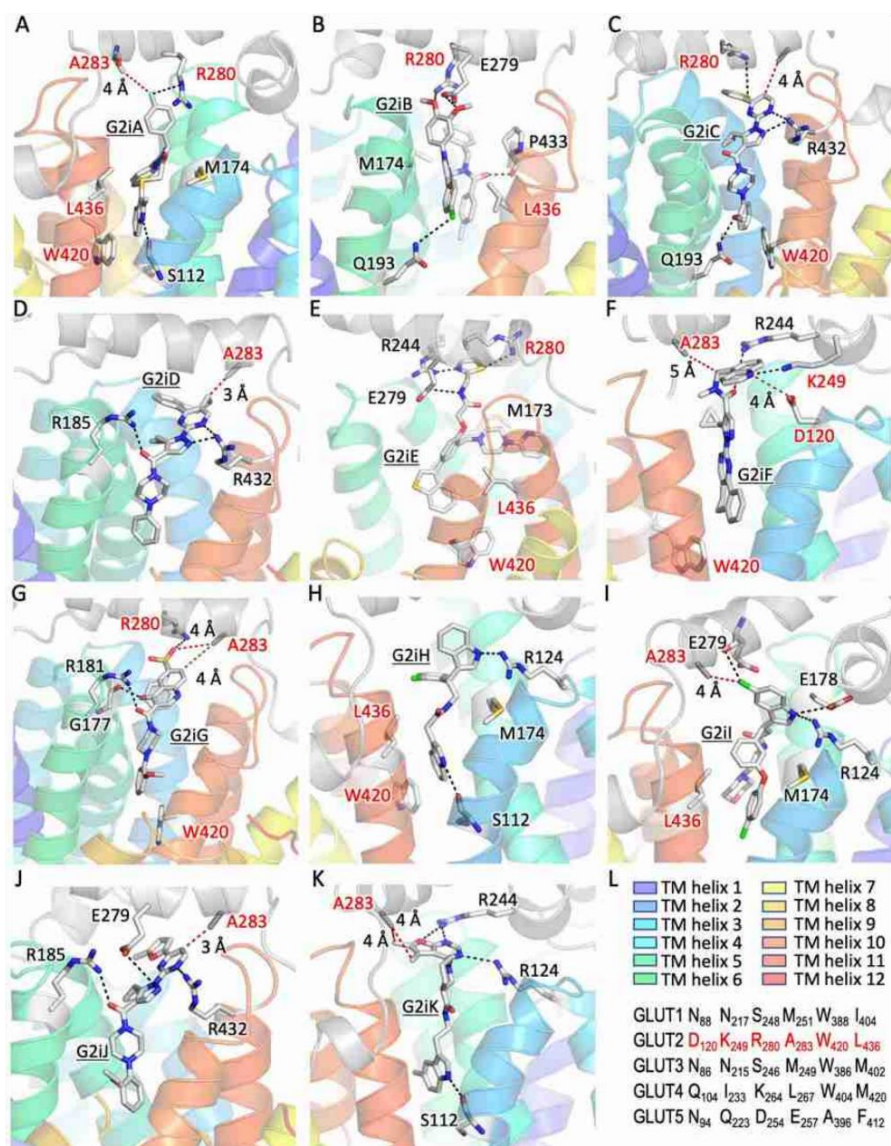 A
A283
R280
4 Å
G2iA
M174
L436
W420
S112
B
R280
E279
G2iB
M174
P433
L436
Q193
C
R280
4 Å
G2iC
R432
Q193
W420
D
G2iD
A283
R185
3 Å
R432
E
R244
R280
E279
M173
G2iE
L436
W420
F
R244
A283
5 Å
K249
4 Å
D120
G2iF
W420
G
R280
4 Å
A283
R181
4 Å
G177
G2iG
W420
H
G2iH
R124
L436
M174
W420
S112
I
E279
A283
E178
4 Å
G2iI
R124
M174
L436
J
E279
A283
R185
3 Å
R432
G2iJ
K
A283
4 Å
R244
4 Å
R124
G2iK
S112
L
TM helix 1 TM helix 7
TM helix 2 TM helix 8
TM helix 3 TM helix 9
TM helix 4 TM helix 10
TM helix 5 TM helix 11
TM helix 6 TM helix 12
GLUT1 N88 N217 S248 M251 W388 I404
GLUT2 D120 K249 R280 A283 W420 L436
GLUT3 N86 N215 S246 M249 W386 M402
GLUT4 Q104 I233 K264 L267 W404 M420
GLUT5 N94 Q223 D254 E257 A396 F412